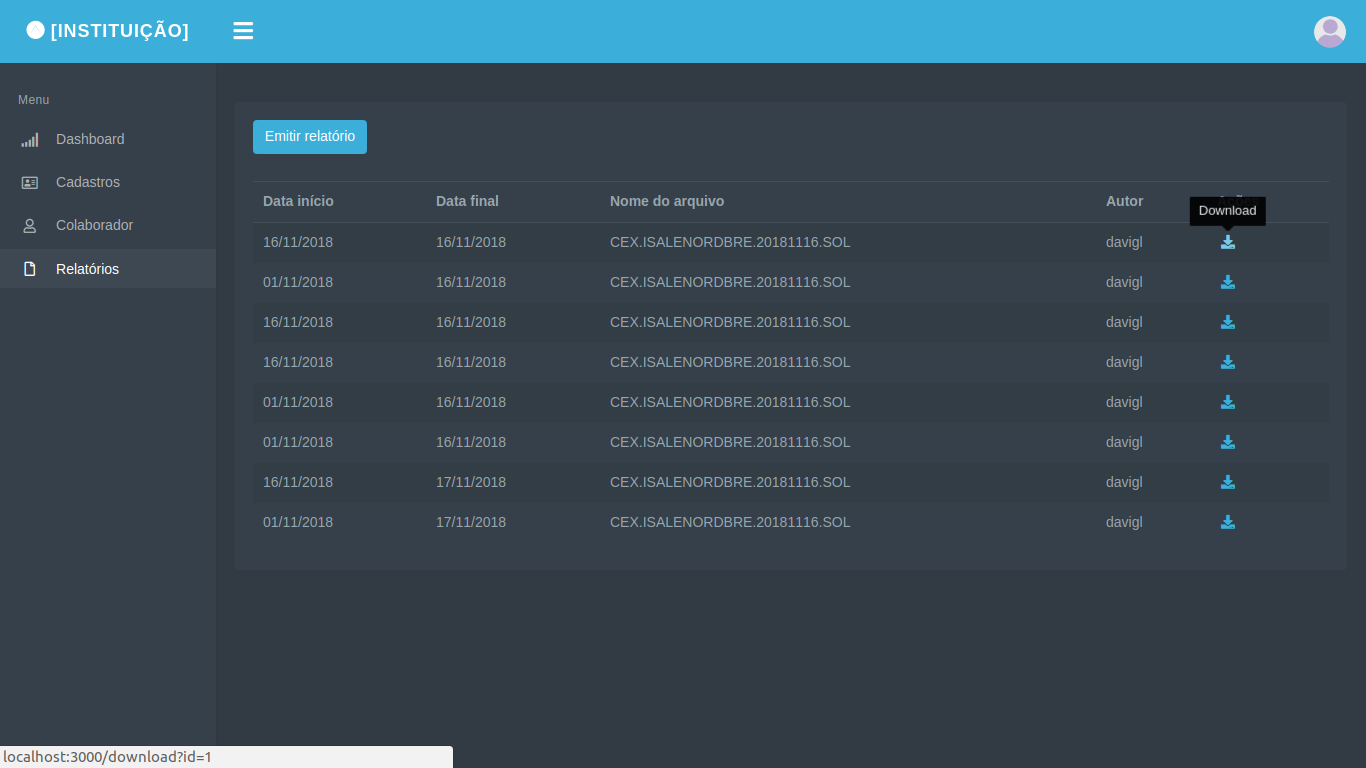 [INSTITUIÇÃO]
Menu
Dashboard
Cadastros
Colaborador
Relatórios
Emitir relatório
Data início Data final Nome do arquivo Autor
Download
16/11/2018 16/11/2018 CEX.ISALENORDBRE.20181116.SOL davigl
01/11/2018 16/11/2018 CEX.ISALENORDBRE.20181116.SOL davigl
16/11/2018 16/11/2018 CEX.ISALENORDBRE.20181116.SOL davigl
16/11/2018 16/11/2018 CEX.ISALENORDBRE.20181116.SOL davigl
01/11/2018 16/11/2018 CEX.ISALENORDBRE.20181116.SOL davigl
01/11/2018 16/11/2018 CEX.ISALENORDBRE.20181116.SOL davigl
16/11/2018 17/11/2018 CEX.ISALENORDBRE.20181116.SOL davigl
01/11/2018 17/11/2018 CEX.ISALENORDBRE.20181116.SOL davigl
localhost:3000/download?id=1